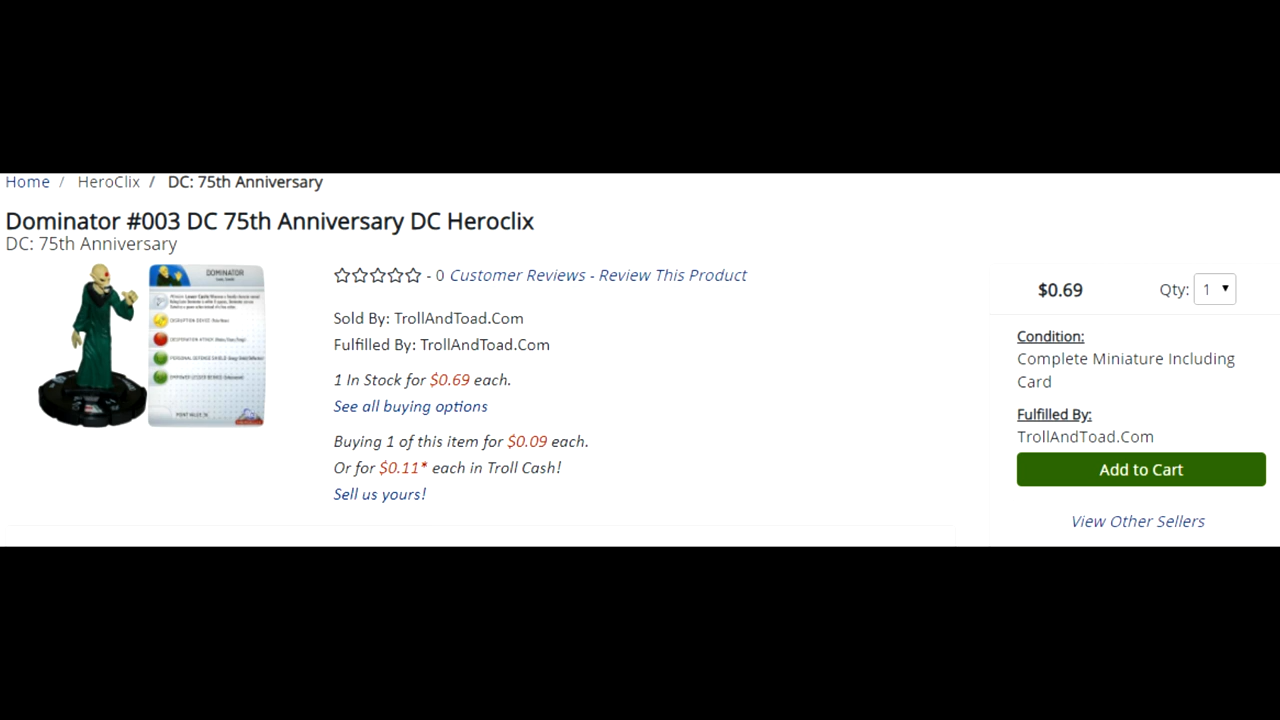 Home / HeroClix / DC: 75th Anniversary
Dominator #003 DC 75th Anniversary DC Heroclix
DC: 75th Anniversary
DOMINATOR
- 0 Customer Reviews - Review This Product
Sold By: TrollAndToad.Com
Fulfilled By: TrollAndToad.Com
1 In Stock for $0.69 each.
See all buying options
Buying 1 of this item for $0.09 each.
Or for $0.11* each in Troll Cash!
Sell us yours!
$0.69 Qty: 1
Condition:
Complete Miniature Including
Card
Fulfilled By:
TrollAndToad.Com
Add to Cart
View Other Sellers